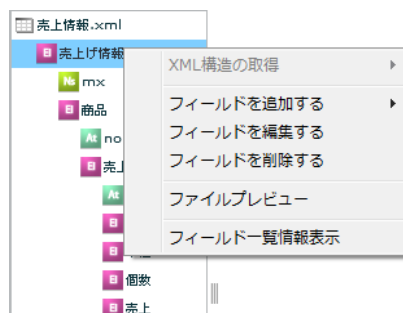 売上情報.xml
E 売上げ情報
XML構造の取得
Ns mx
E 商品
フィールドを追加する
フィールドを編集する
At no
フィールドを削除する
E
At
ファイルプレビュー
E
フィールド一覧情報表示
E
E 個数
E 売上